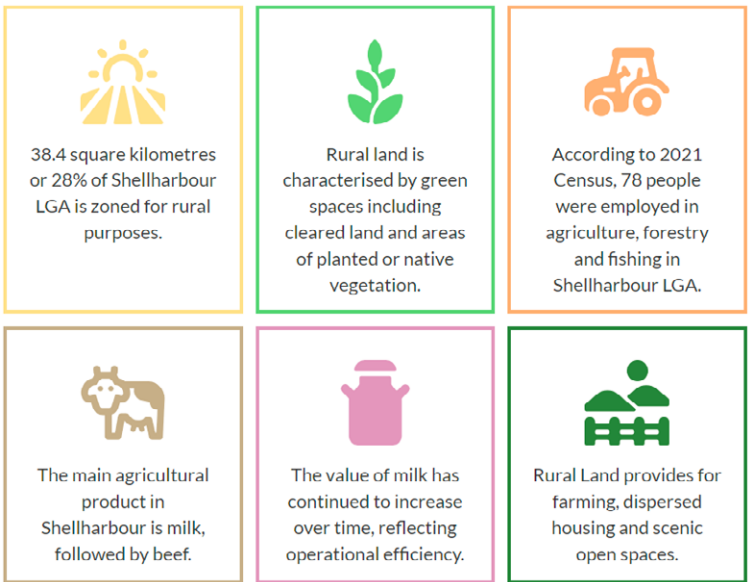 38.4 square kilometres
or 28% of Shellharbour
LGA is zoned for rural
purposes.
Rural land is
characterised by green
spaces including
cleared land and areas
of planted or native
vegetation.
According to 2021
Census, 78 people
were employed in
agriculture, forestry
and fishing in
Shellharbour LGA.
The main agricultural
product in
Shellharbour is milk,
followed by beef.
The value of milk has
continued to increase
over time, reflecting
operational efficiency.
Rural Land provides for
farming, dispersed
housing and scenic
open spaces.